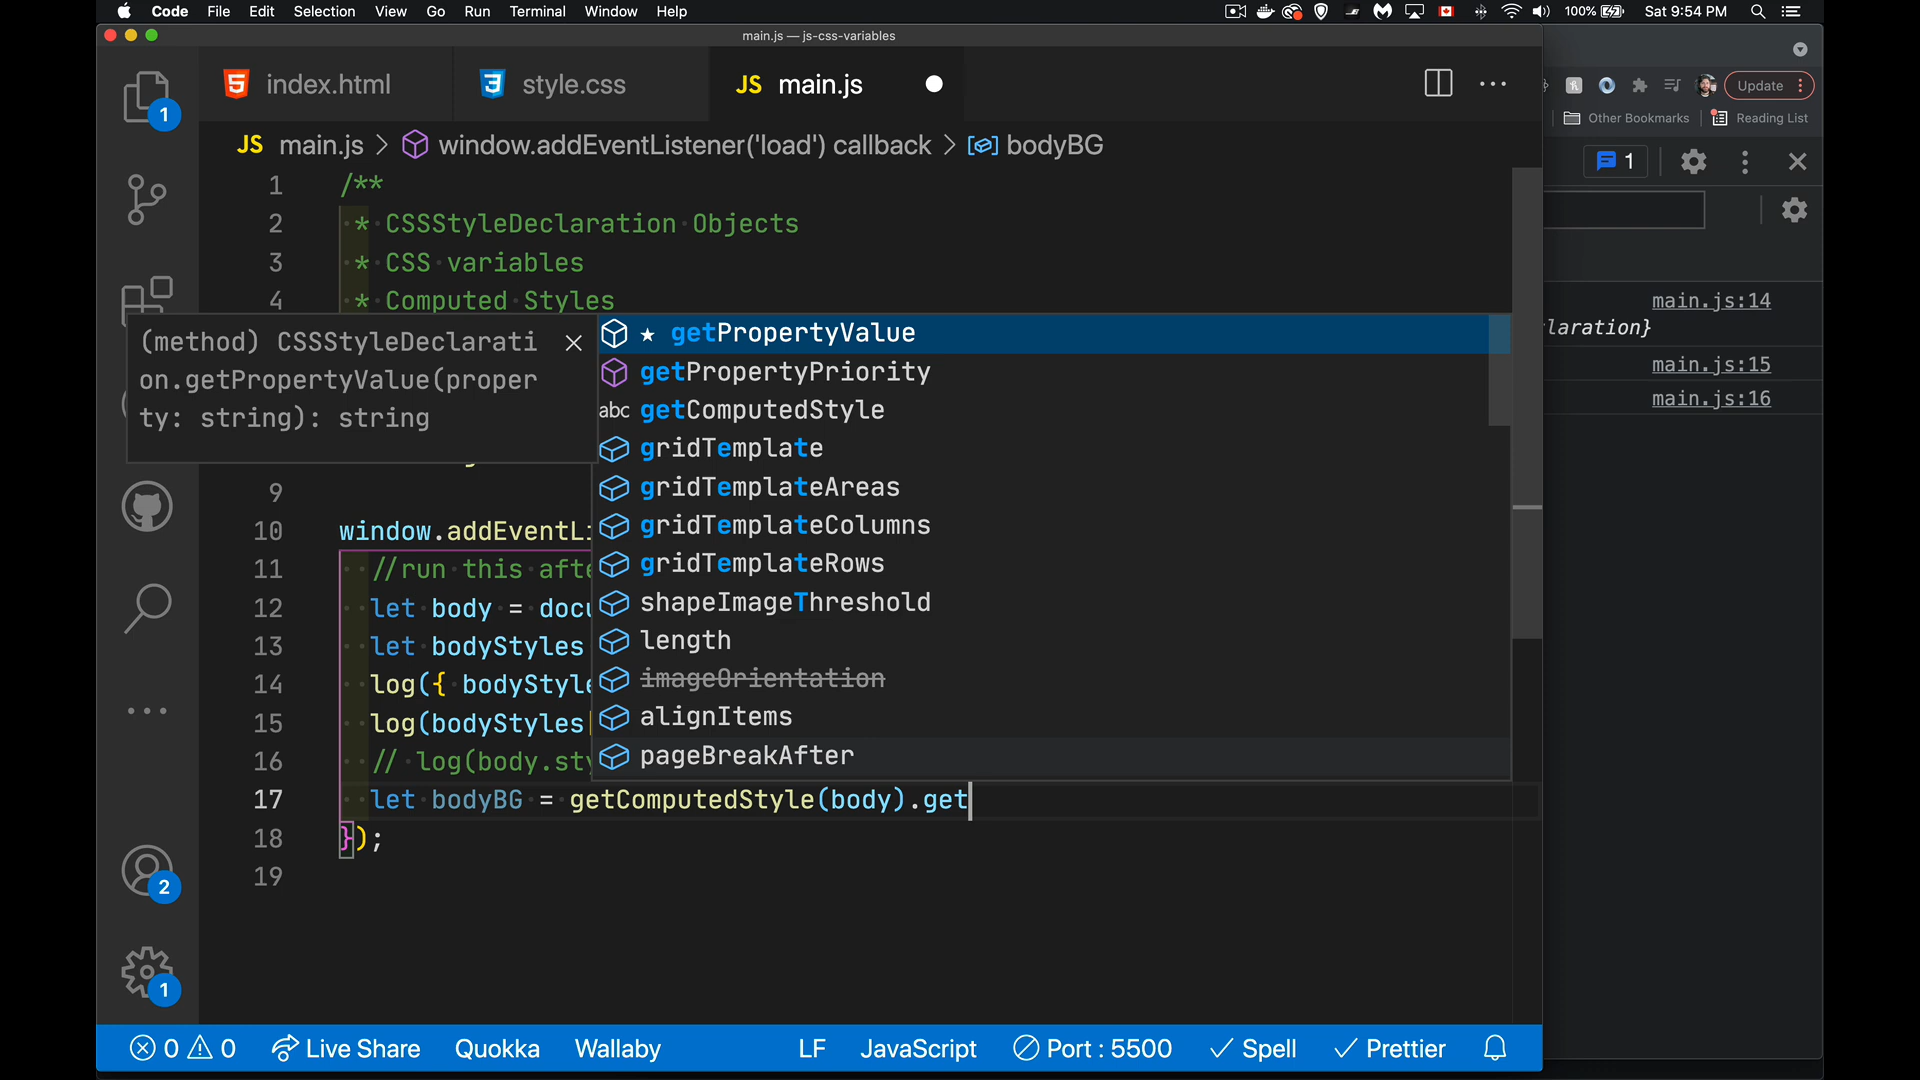 Code File Edit Selection View Go Run Terminal Window Help 100% Sat 9:54 PM
main.js — js-css-variables
index.html style.css JS main.js
Update
Other Bookmarks Reading List
JS main.js > window.addEventListener('load') callback > bodyBG
1
1
1 /**
2 * CSSStyleDeclaration Objects
3 * CSS variables
4 * Computed Styles
main.js:14
laration}
main.js:15
main.js:16
(method) CSSStyleDeclarati
on.getPropertyValue(proper
ty: string): string
★ getPropertyValue
getPropertyPriority
abc getComputedStyle
gridTemplate
gridTemplateAreas
gridTemplateColumns
gridTemplateRows
shapeImageThreshold
length
imageOrientation
alignItems
pageBreakAfter
9
10 window.addEventLi
11 //run this afte
12 let body = docu
13 let bodyStyles
14 log({ bodyStyle
15 log(bodyStyles
16 // log(body.sty
17 let bodyBG = getComputedStyle(body).get
18 });
19
2
1
0 0 Live Share Quokka Wallaby LF JavaScript Port : 5500 Spell Prettier